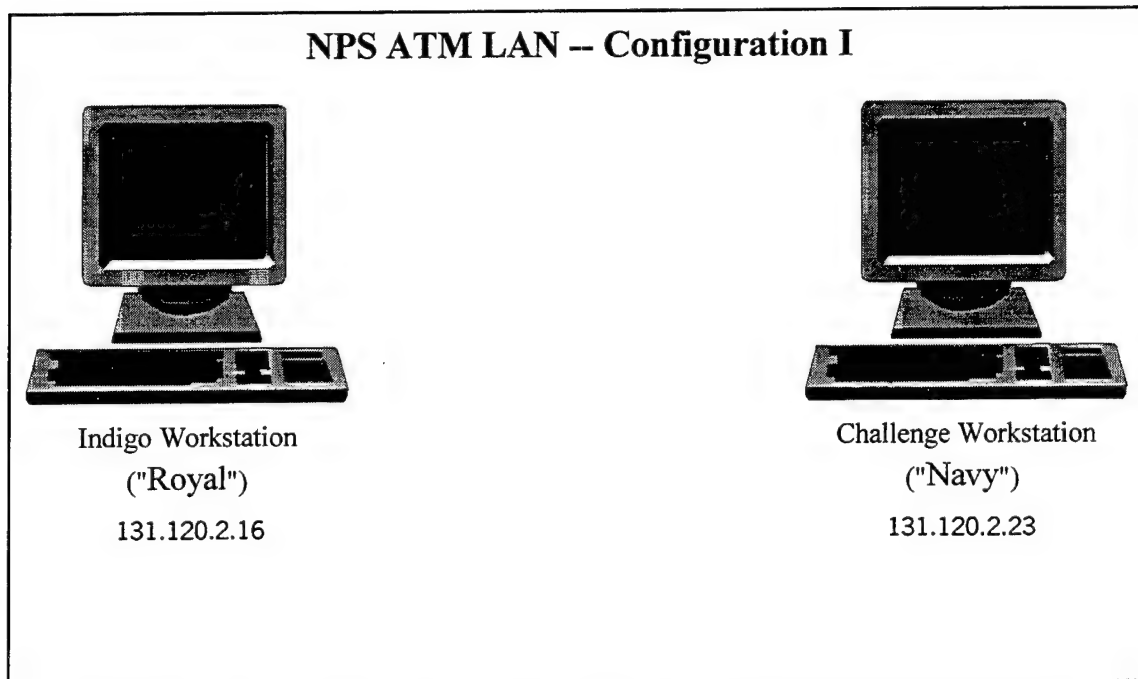 NPS ATM LAN -- Configuration I
Indigo Workstation
("Royal")
131.120.2.16
Challenge Workstation
("Navy")
131.120.2.23